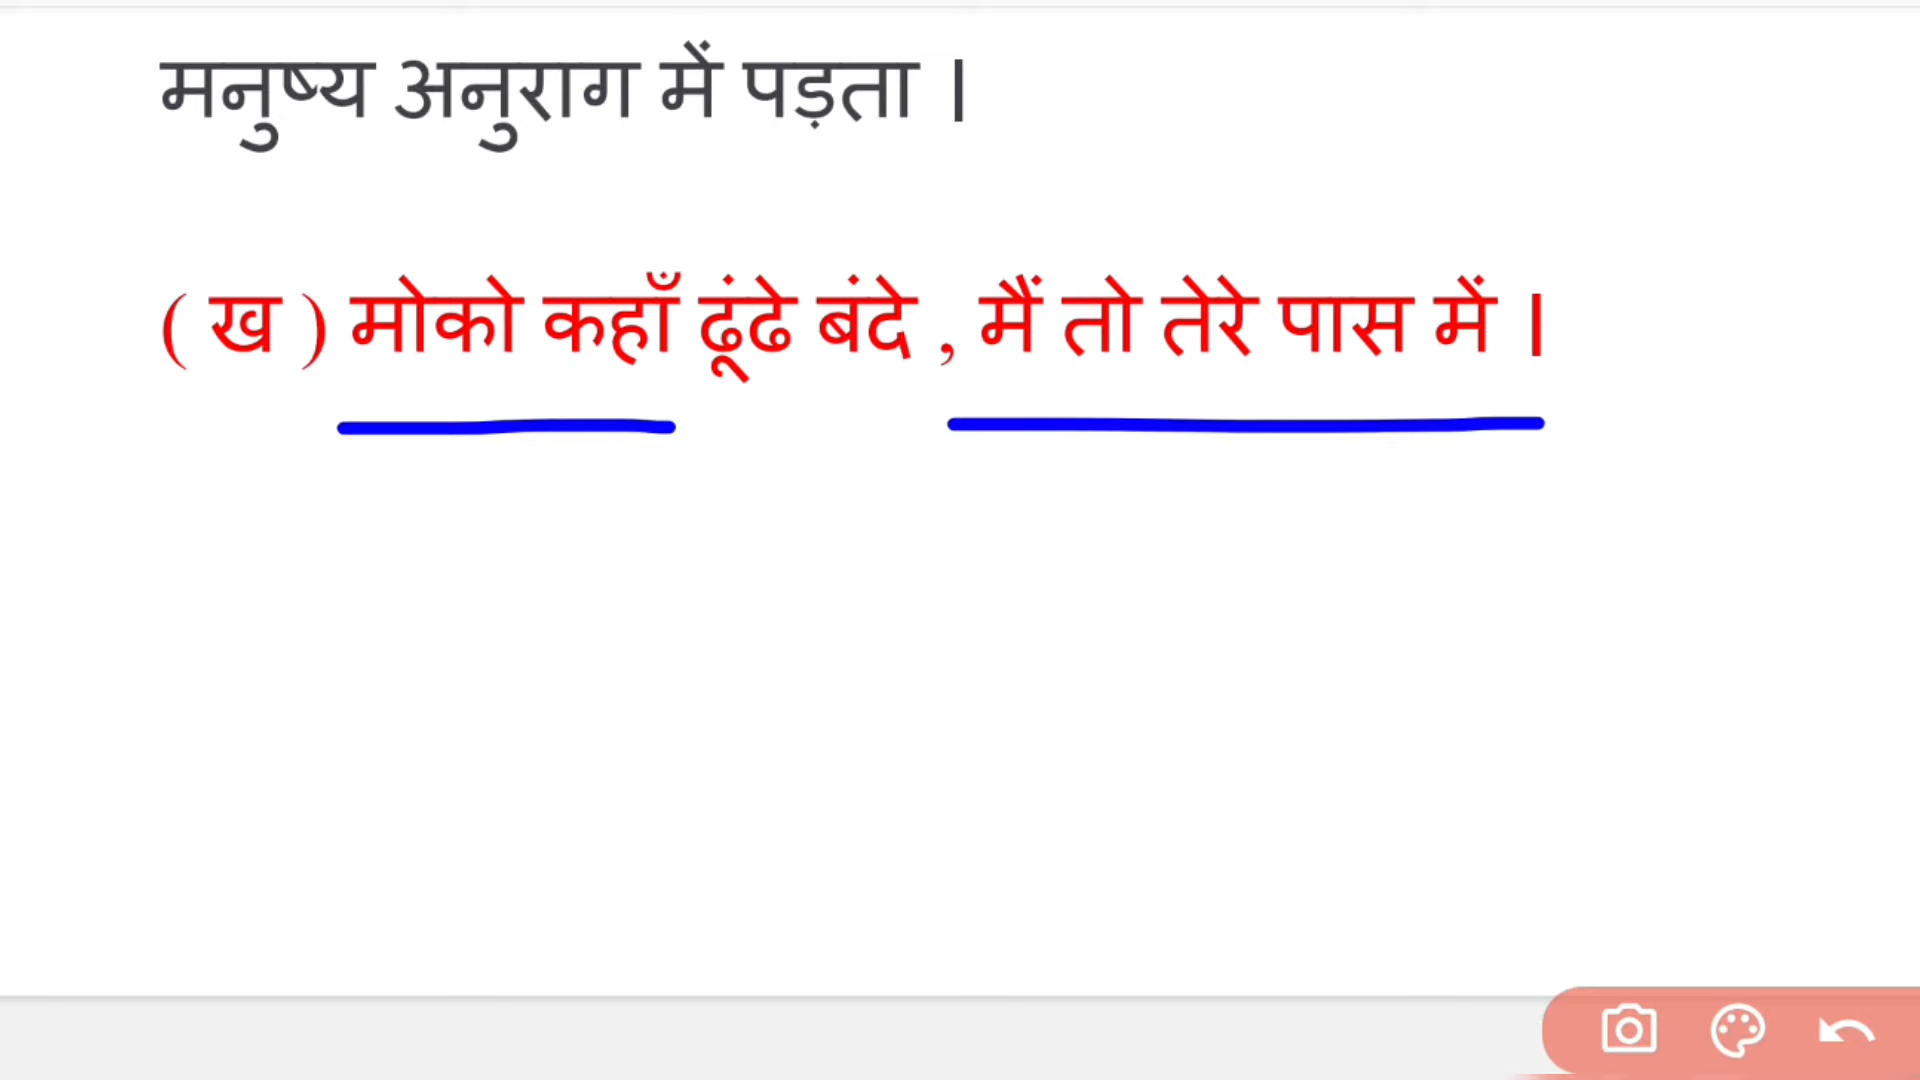 मनुष्य अनुराग में पड़ता ।
( ख ) मोको कहाँ ढूंढे बंदे , मैं तो तेरे पास में ।